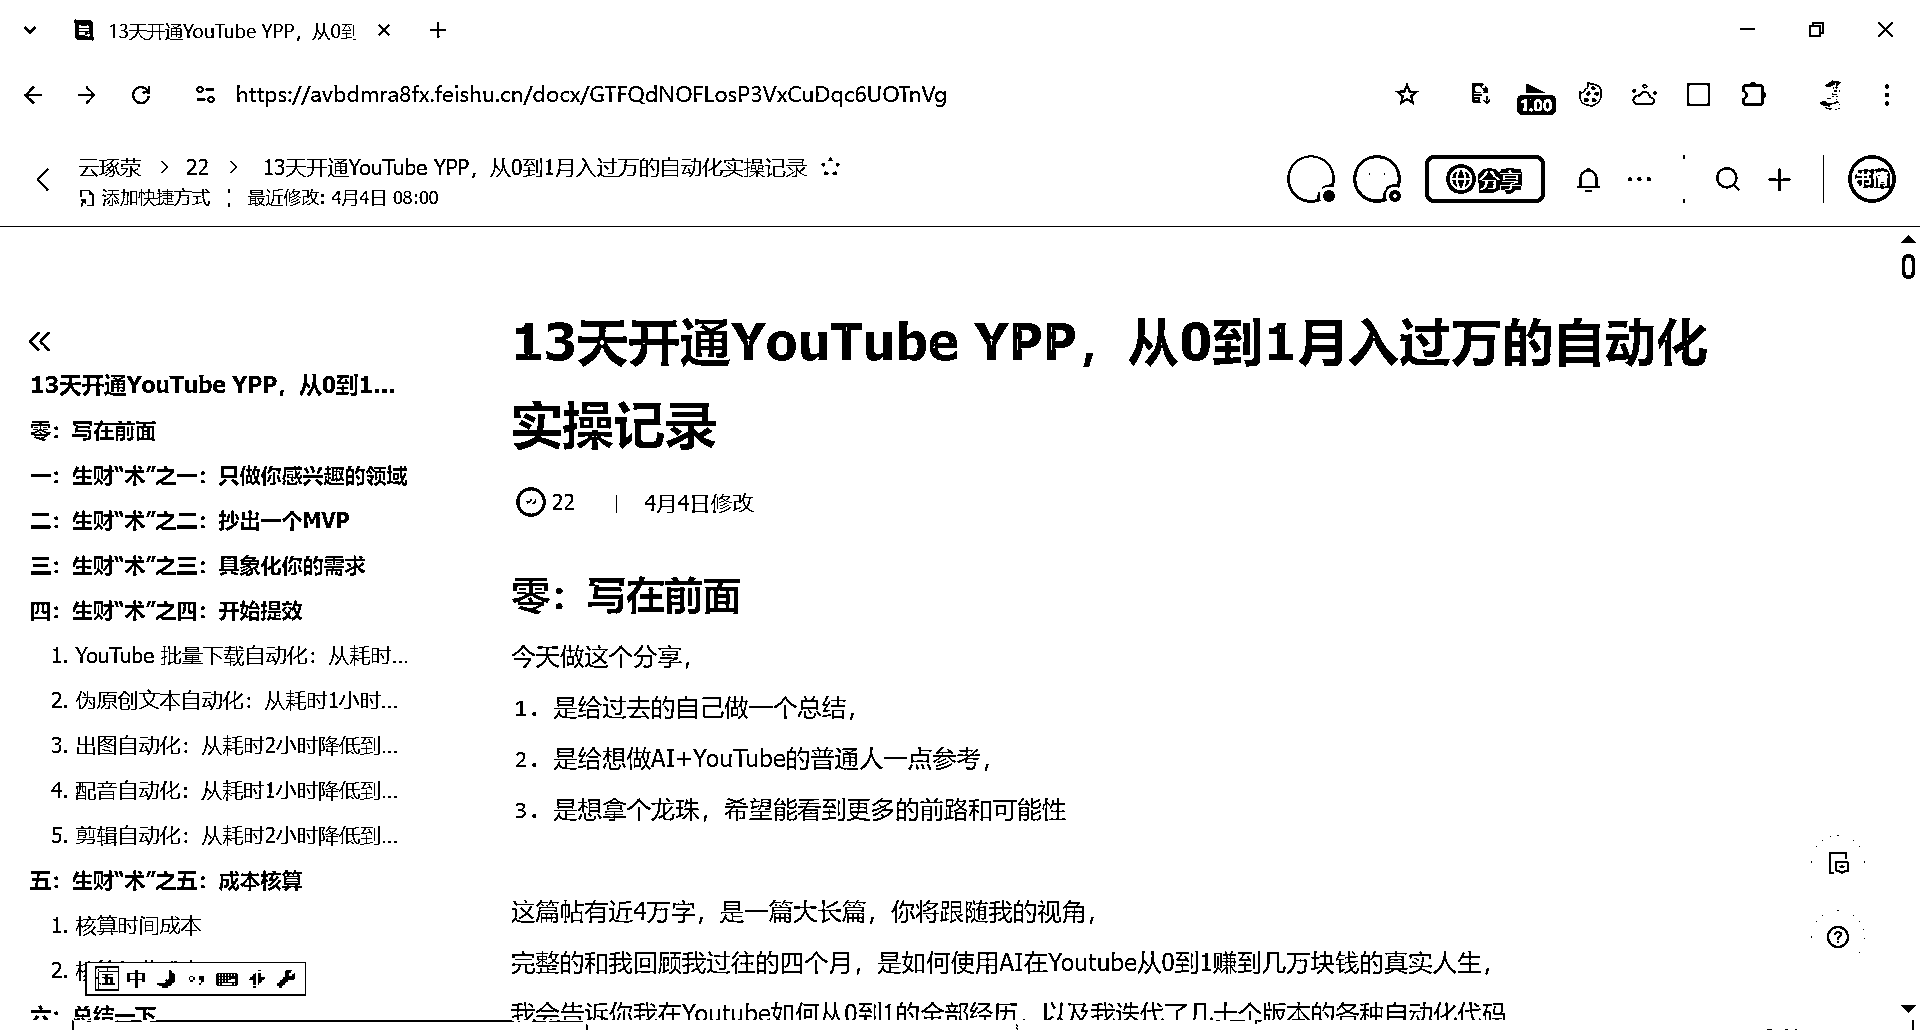 13天开通YouTube YPP，从0到
https://avbdmra8fx.feishu.cn/docx/GTFQdNOFLosP3VxCuDqc6UOTnVg
1.00
云琢荥 > 22 > 13天开通YouTube YPP，从0到1月入过万的自动化实操记录
添加快捷方式 最近修改: 4月4日 08:00
分享
13天开通YouTube YPP，从0到1...
零：写在前面
一：生财“术”之一：只做你感兴趣的领域
二：生财“术”之二：抄出一个MVP
三：生财“术”之三：具象化你的需求
四：生财“术”之四：开始提效
1. YouTube 批量下载自动化：从耗时...
2. 伪原创文本自动化：从耗时1小时...
3. 出图自动化：从耗时2小时降低到...
4. 配音自动化：从耗时1小时降低到...
5. 剪辑自动化：从耗时2小时降低到...
五：生财“术”之五：成本核算
1. 核算时间成本
2.
五 中
六：总结一下
13天开通YouTube YPP，从0到1月入过万的自动化
实操记录
22 | 4月4日修改
零：写在前面
今天做这个分享，
1. 是给过去的自己做一个总结，
2. 是给想做AI+YouTube的普通人一点参考，
3. 是想拿个龙珠，希望能看到更多的前路和可能性
这篇帖有近4万字，是一篇大长篇，你将跟随我的视角，
完整的和我回顾我过往的四个月，是如何使用AI在Youtube从0到1赚到几万块钱的真实人生，
我会告诉你我在Youtube如何从0到1的全部经历，以及我迭代了几十个版本的各种自动化代码